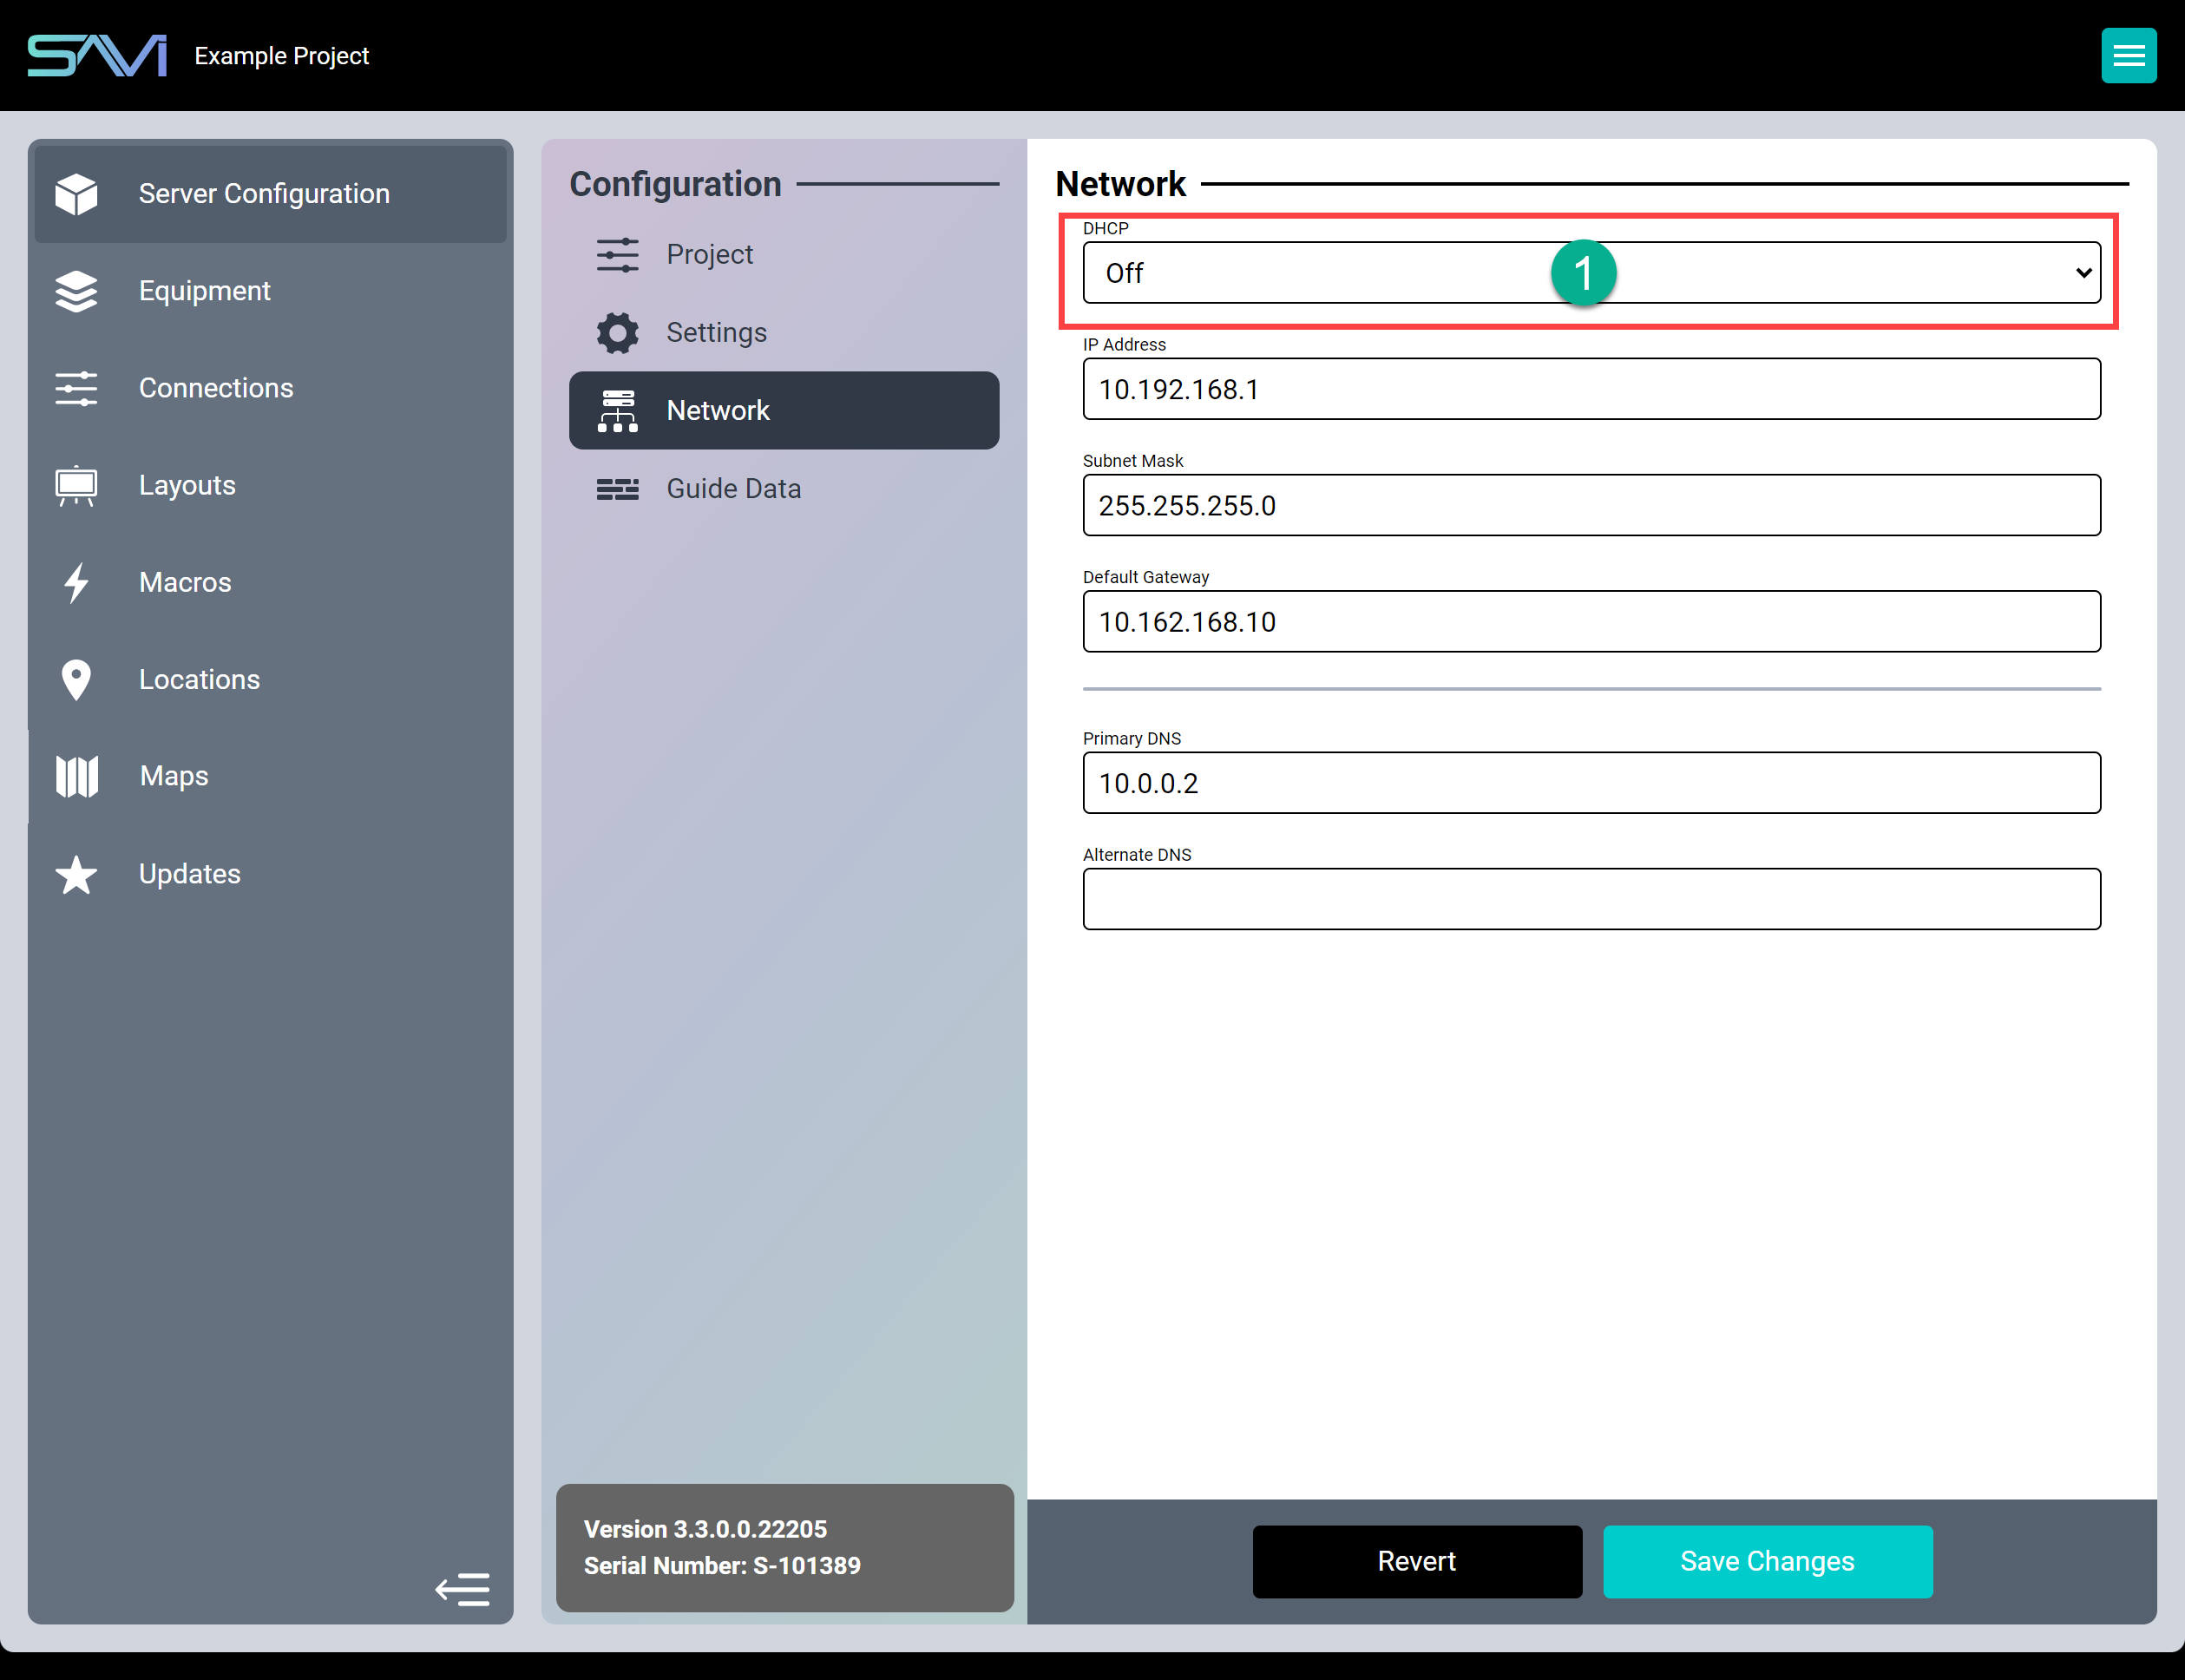 SAVI Example Project
Server Configuration
Equipment
Connections
Layouts
Macros
Locations
Maps
Updates
Configuration
Project
Settings
Network
Guide Data
Version 3.3.0.0.22205
Serial Number: S-101389
Network
DHCP
Off
1
IP Address
10.192.168.1
Subnet Mask
255.255.255.0
Default Gateway
10.162.168.10
Primary DNS
10.0.0.2
Alternate DNS
Revert
Save Changes